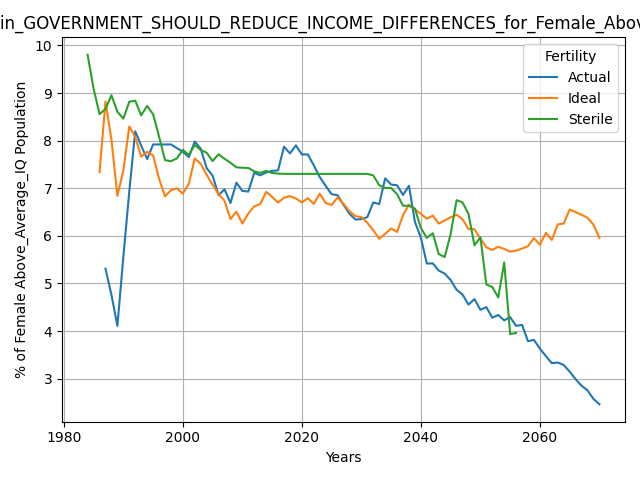 in_GOVERNMENT_SHOULD_REDUCE_INCOME_DIFFERENCES_for_Female_Abov
Fertility
Actual
Ideal
Sterile
% of Female Above_Average_IQ Population
10
9
8
7
6
5
4
3
1980
2000
2020
2040
2060
Years